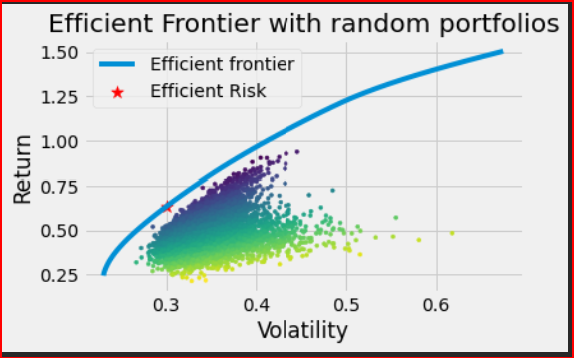 Efficient Frontier with random portfolios
Efficient frontier
Efficient Risk
1.50
1.25
1.00
0.75
0.50
0.25
Return
0.3 0.4 0.5 0.6
Volatility